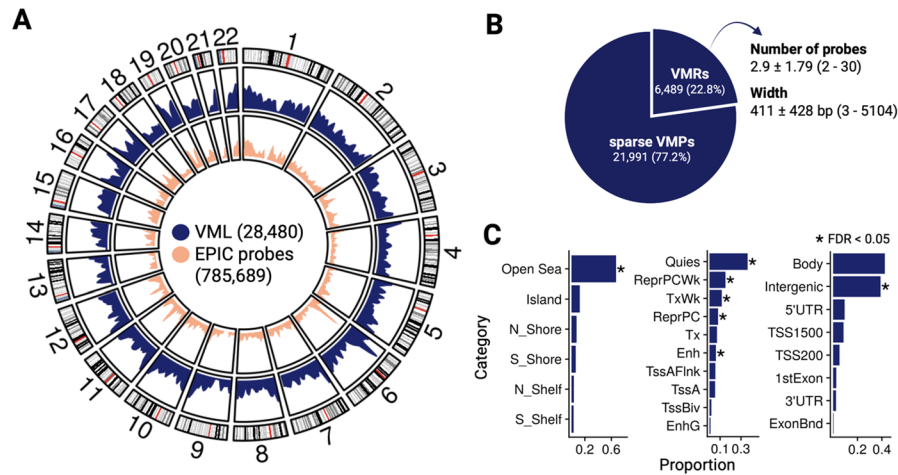 A
1
2
3
4
5
6
7
8
9
10
11
12
13
14
15
16
17
18
19
20
21
22
VML (28,480)
EPIC probes
(785,689)
B
VMRs
6,489 (22.8%)
sparse VMPs
21,991 (77.2%)
Number of probes
2.9 ± 1.79 (2 - 30)
Width
411 ± 428 bp (3 - 5104)
C
* FDR < 0.05
Category
Open Sea
*
Island
N_Shore
S_Shore
N_Shelf
S_Shelf
0.2 0.6
Quies
*
ReprPCWk
*
TxWk
*
ReprPC
*
Tx
Enh
*
TssAFlnk
TssA
TssBiv
EnhG
0.1 0.3
Body
Intergenic
*
5'UTR
TSS1500
TSS200
1stExon
3'UTR
ExonBnd
0.2 0.4
Proportion